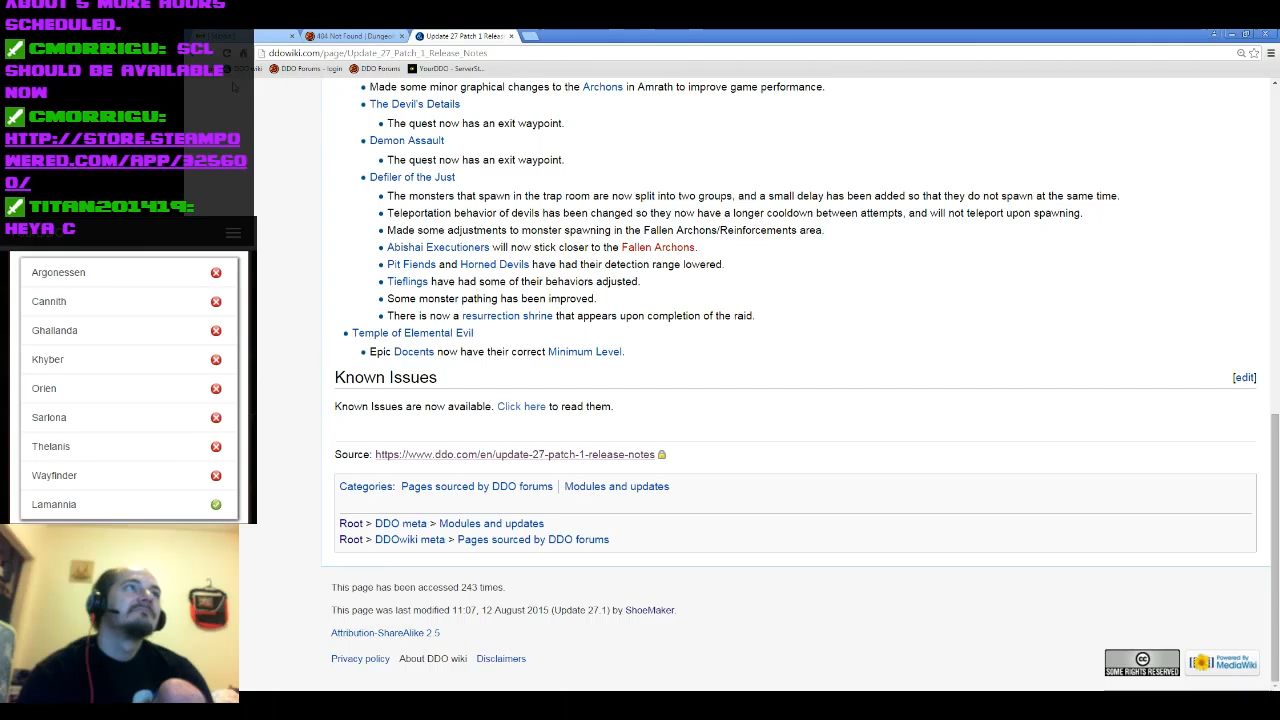 ABOUT 5 MORE HOURS
SCHEDULED.
CMORRIGU: SCL
SHOULD BE AVAILABLE
NOW
CMORRIGU:
HTTP://STORE.STEAMPO
WERED.COM/APP/32560
0/
TITAN201419:
HEYA C
Argonessen
Cannith
Ghallanda
Khyber
Orien
Sarlona
Thelanis
Wayfinder
Lamannia
404 Not Found | Dungeo
Update 27 Patch 1 Releas
ddowiki.com/page/Update_27_Patch_1_Release_Notes
DDOwiki
DDO Forums - login
DDO Forums
YourDDO - ServerSt...
Made some minor graphical changes to the Archons in Amrath to improve game performance.
The Devil's Details
The quest now has an exit waypoint.
Demon Assault
The quest now has an exit waypoint.
Defiler of the Just
The monsters that spawn in the trap room are now split into two groups, and a small delay has been added so that they do not spawn at the same time.
Teleportation behavior of devils has been changed so they now have a longer cooldown between attempts, and will not teleport upon spawning.
Made some adjustments to monster spawning in the Fallen Archons/Reinforcements area.
Abishai Executioners will now stick closer to the Fallen Archons.
Pit Fiends and Horned Devils have had their detection range lowered.
Tieflings have had some of their behaviors adjusted.
Some monster pathing has been improved.
There is now a resurrection shrine that appears upon completion of the raid.
Temple of Elemental Evil
Epic Docents now have their correct Minimum Level.
Known Issues
[edit]
Known Issues are now available. Click here to read them.
Source: https://www.ddo.com/en/update-27-patch-1-release-notes
Categories: Pages sourced by DDO forums | Modules and updates
Root > DDO meta > Modules and updates
Root > DDOwiki meta > Pages sourced by DDO forums
This page has been accessed 243 times.
This page was last modified 11:07, 12 August 2015 (Update 27.1) by ShoeMaker.
Attribution-ShareAlike 2.5
Privacy policy About DDO wiki Disclaimers
CC
SOME RIGHTS RESERVED
Powered By
MediaWiki